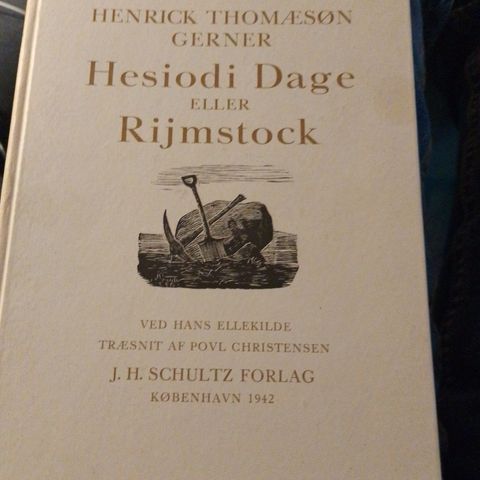 HENRICK THOMÆSØN
GERNER
Hesiodi Dage
ELLER
Rijmstock
VED HANS ELLEKILDE
TRÆSNIT AF POVL CHRISTENSEN
J. H. SCHULTZ FORLAG
KØBENHAVN 1942